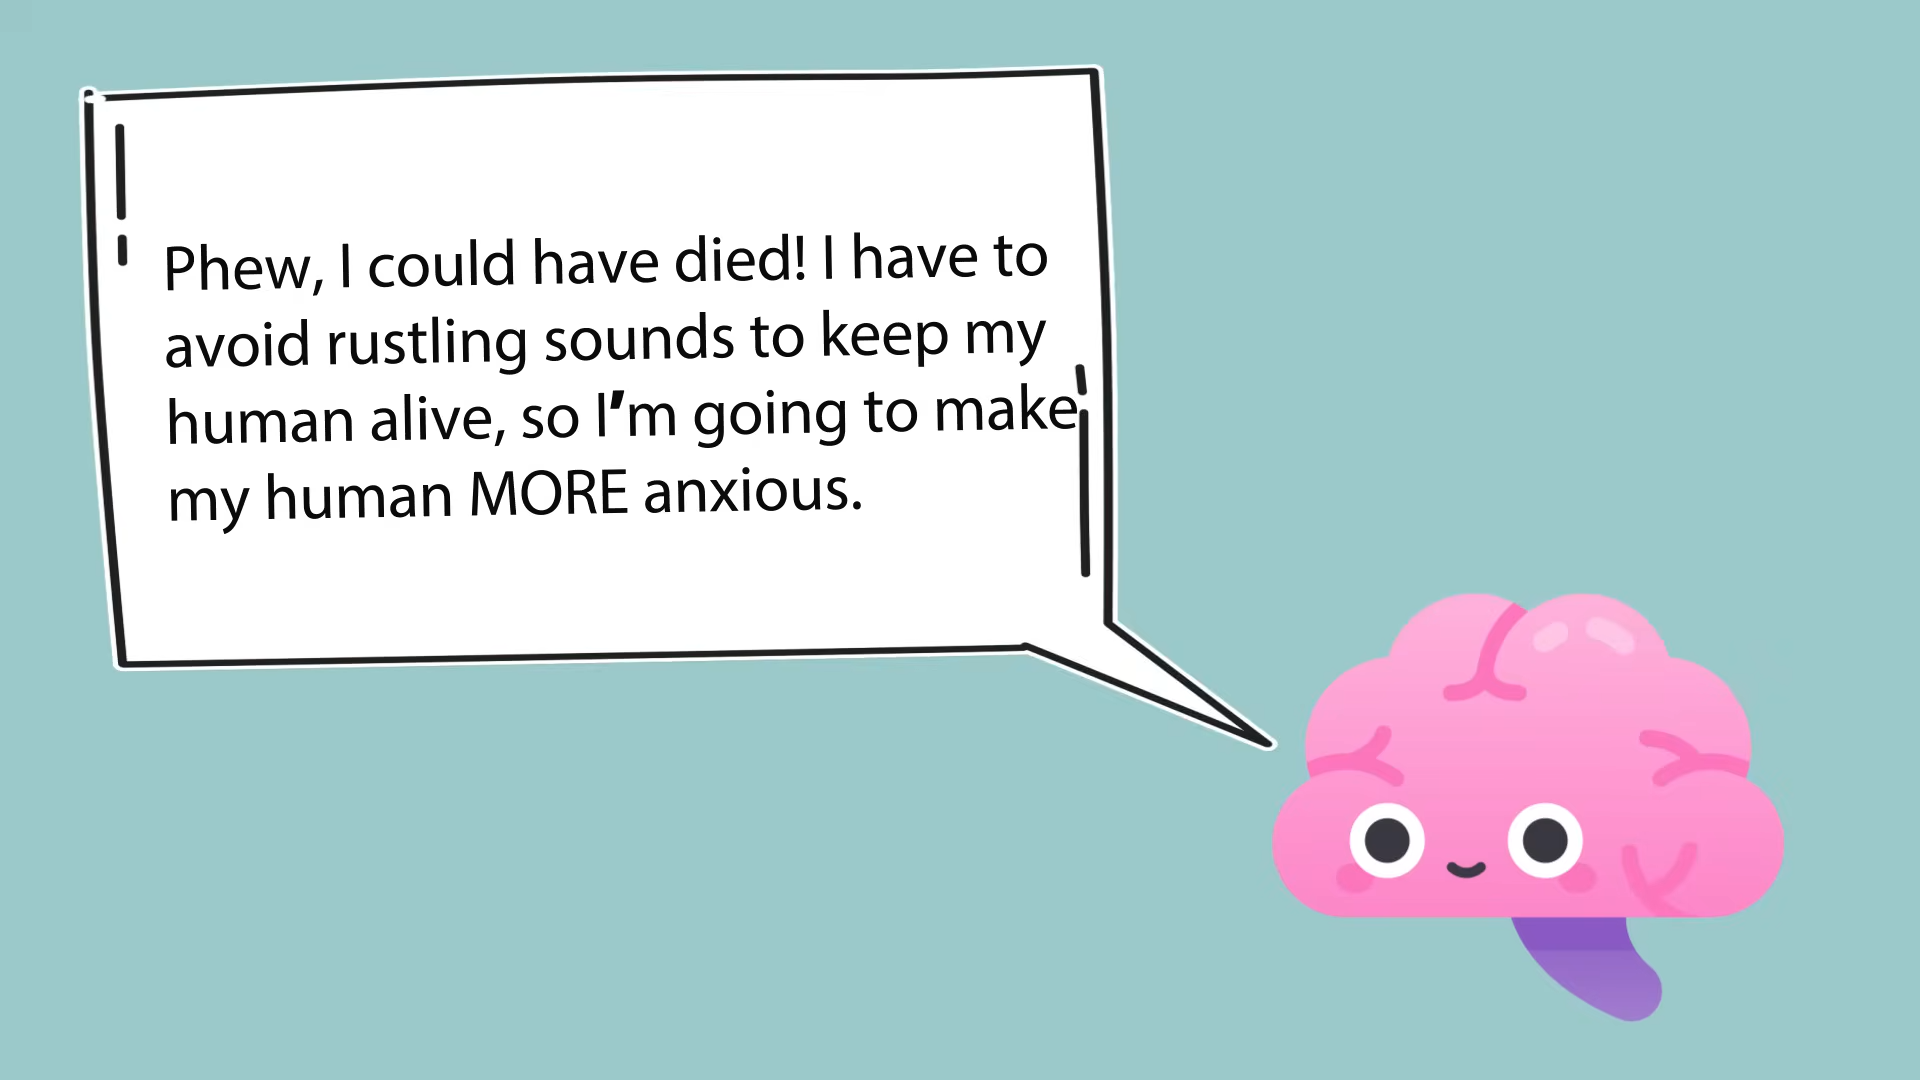 Phew, I could have died! I have to
avoid rustling sounds to keep my
human alive, so I'm going to make
my human MORE anxious.